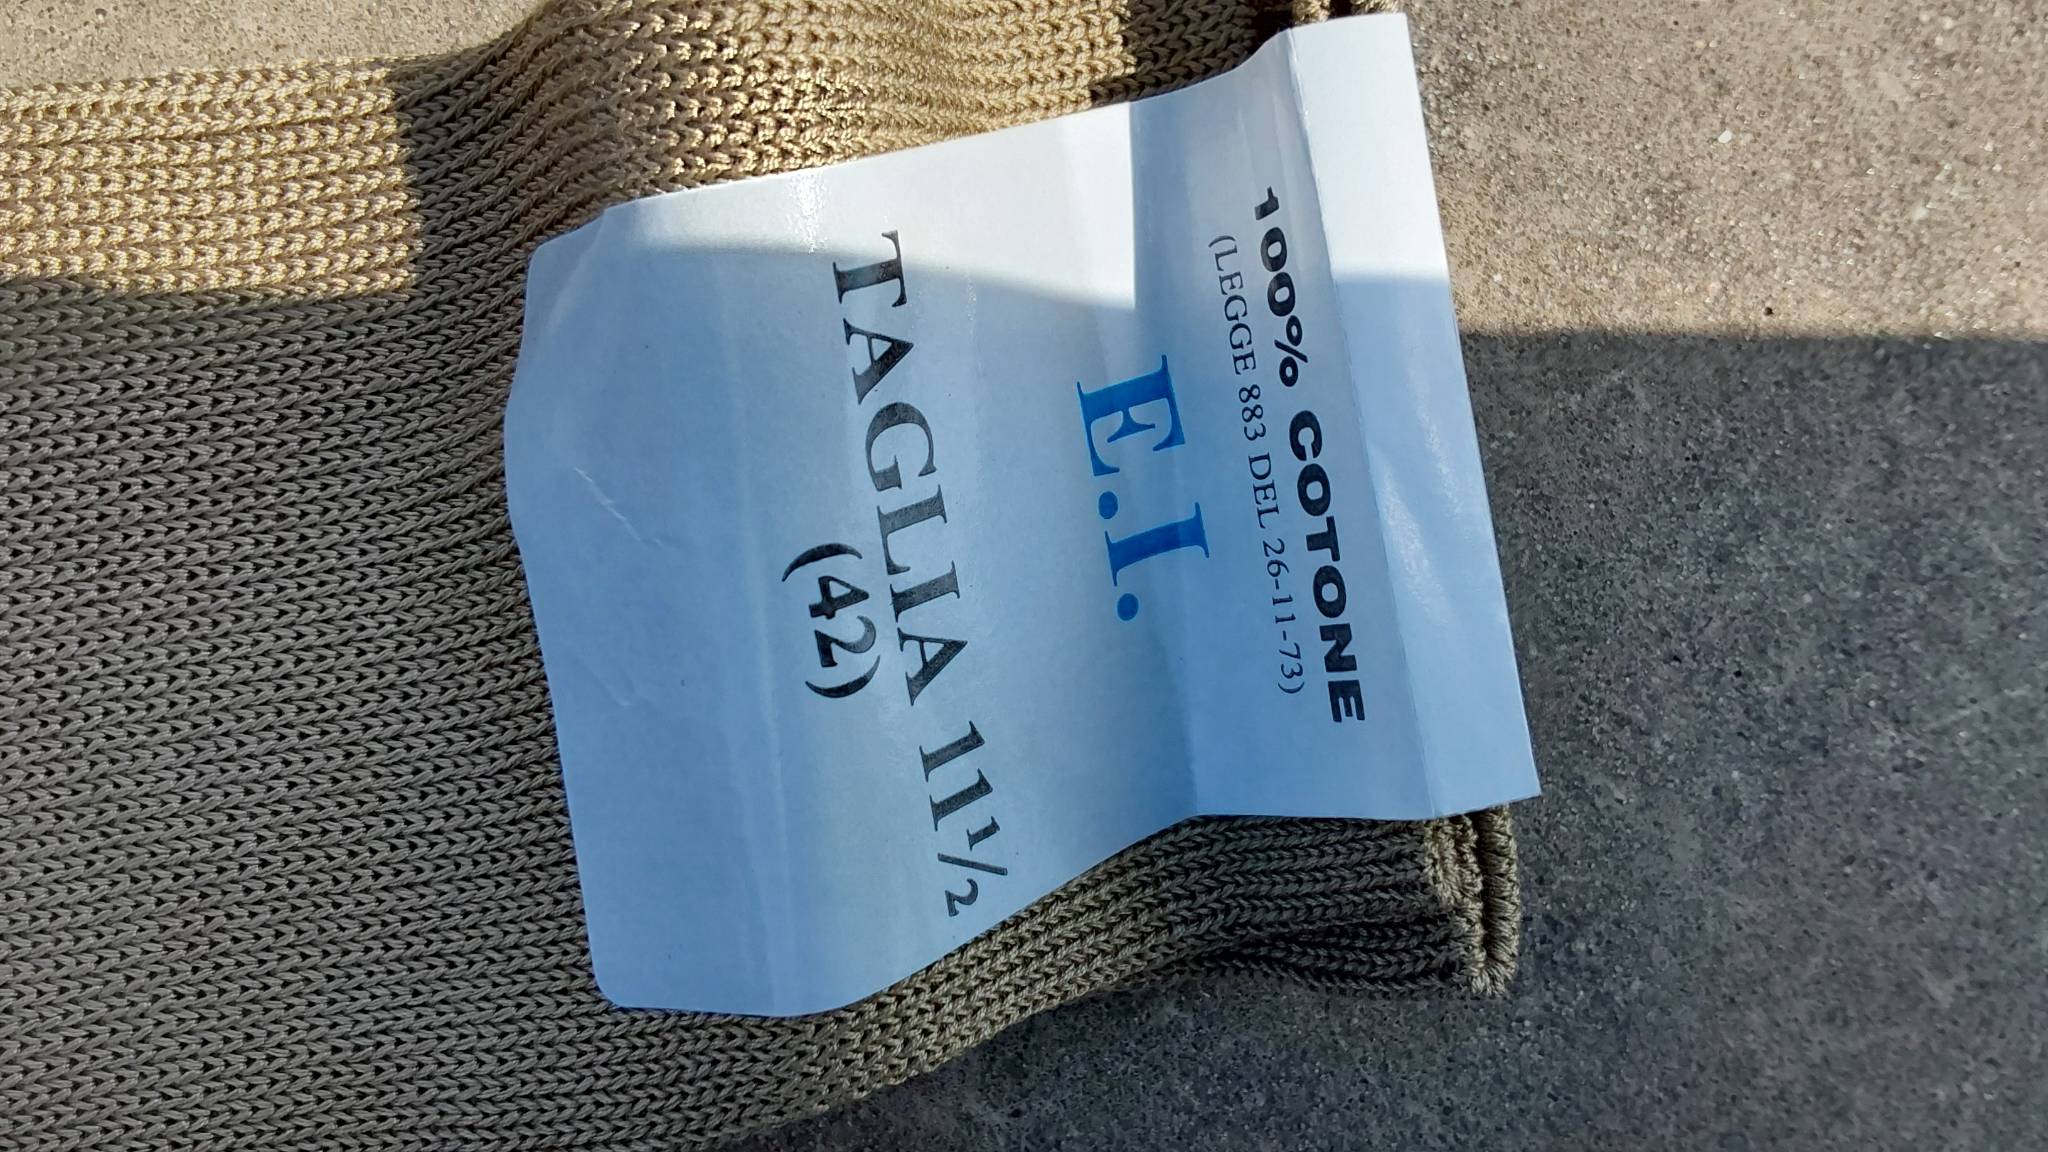 100% COTONE
(LEGGE 883 DEL 26-11-73)
E.I.
TAGLIA 11¹/₂
(42)